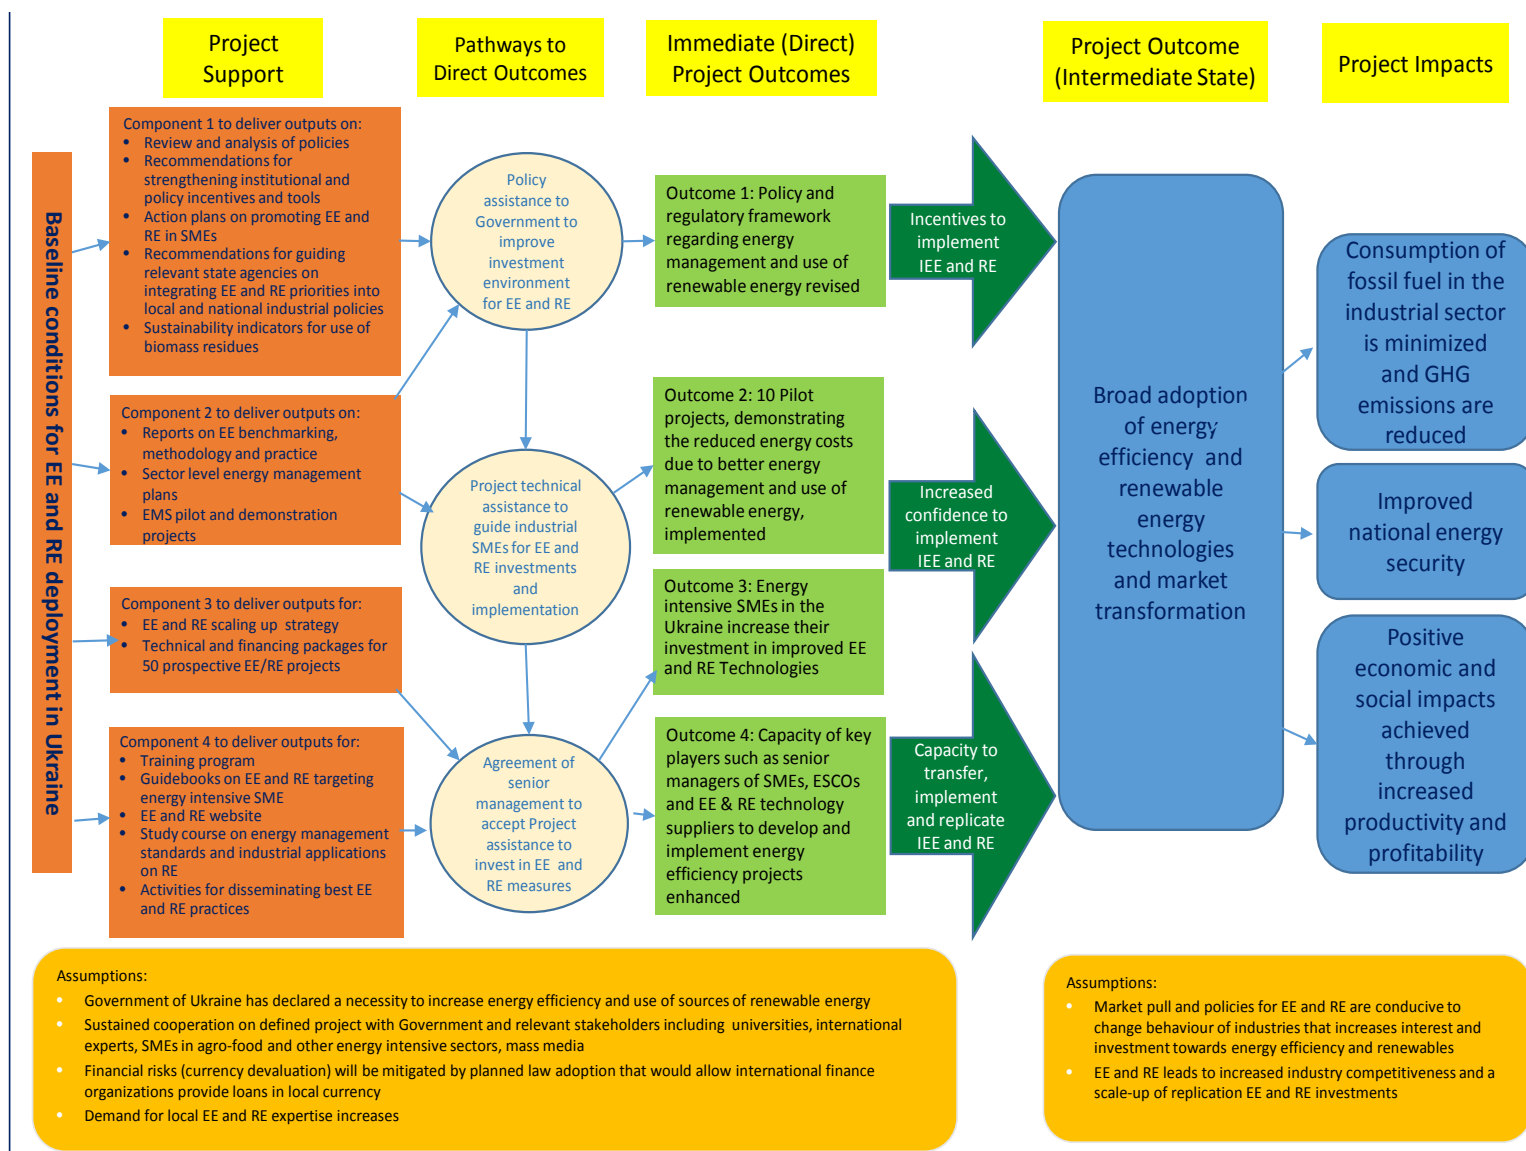 Project
Support
Pathways to
Direct Outcomes
Immediate (Direct)
Project Outcomes
Project Outcome
(Intermediate State)
Project Impacts
Baseline conditions for EE and RE deployment in Ukraine
Component 1 to deliver outputs on:
• Review and analysis of policies
• Recommendations for
strengthening institutional and
policy incentives and tools
• Action plans on promoting EE and
RE in SMEs
• Recommendations for guiding
relevant state agencies on
integrating EE and RE priorities into
local and national industrial policies
• Sustainability indicators for use of
biomass residues
Component 2 to deliver outputs on:
• Reports on EE benchmarking,
methodology and practice
• Sector level energy management
plans
• EMS pilot and demonstration
projects
Component 3 to deliver outputs for:
• EE and RE scaling up strategy
• Technical and financing packages for
50 prospective EE/RE projects
Component 4 to deliver outputs for:
• Training program
• Guidebooks on EE and RE targeting
energy intensive SME
• EE and RE website
• Study course on energy management
standards and industrial applications
on RE
• Activities for disseminating best EE
and RE practices
Policy
assistance to
Government to
improve
investment
environment
for EE and RE
Project technical
assistance to
guide industrial
SMEs for EE and
RE investments
and
implementation
Agreement of
senior
management to
accept Project
assistance to
invest in EE and
RE measures
Outcome 1: Policy and
regulatory framework
regarding energy
management and use of
renewable energy revised
Outcome 2: 10 Pilot
projects, demonstrating
the reduced energy costs
due to better energy
management and use of
renewable energy,
implemented
Outcome 3: Energy
intensive SMEs in the
Ukraine increase their
investment in improved EE
and RE Technologies
Outcome 4: Capacity of key
players such as senior
managers of SMEs, ESCOs
and EE & RE technology
suppliers to develop and
implement energy
efficiency projects
enhanced
Incentives to
implement
IEE and RE
Increased
confidence to
implement
IEE and RE
Capacity to
transfer,
implement
and replicate
IEE and RE
Broad adoption
of energy
efficiency and
renewable
energy
technologies
and market
transformation
Consumption of
fossil fuel in the
industrial sector
is minimized
and GHG
emissions are
reduced
Improved
national energy
security
Positive
economic and
social impacts
achieved
through
increased
productivity and
profitability
Assumptions:
• Government of Ukraine has declared a necessity to increase energy efficiency and use of sources of renewable energy
• Sustained cooperation on defined project with Government and relevant stakeholders including universities, international
experts, SMEs in agro-food and other energy intensive sectors, mass media
• Financial risks (currency devaluation) will be mitigated by planned law adoption that would allow international finance
organizations provide loans in local currency
• Demand for local EE and RE expertise increases
Assumptions:
• Market pull and policies for EE and RE are conducive to
change behaviour of industries that increases interest and
investment towards energy efficiency and renewables
• EE and RE leads to increased industry competitiveness and a
scale-up of replication EE and RE investments